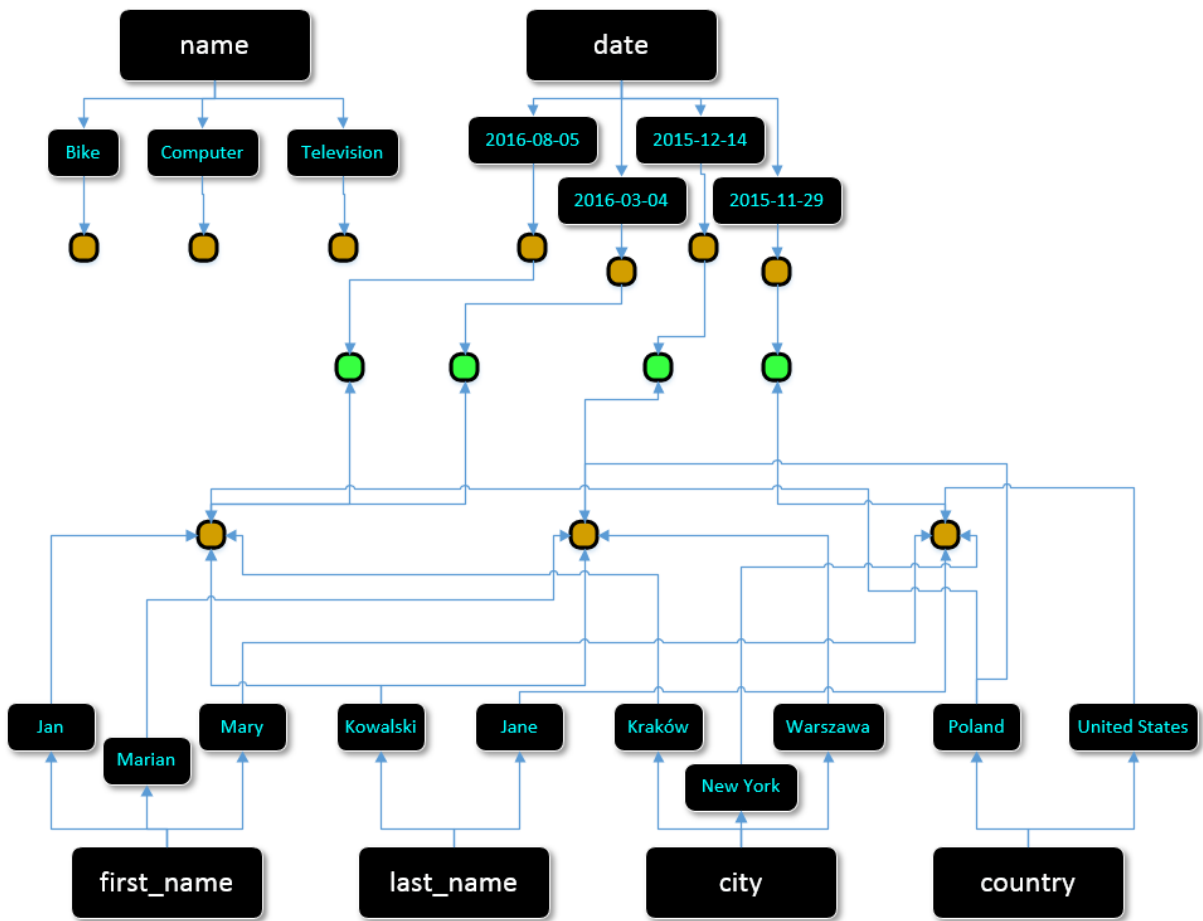 name
date
Bike
Computer
Television
2016-08-05
2015-12-14
2016-03-04
2015-11-29
Jan
Marian
Mary
Kowalski
Jane
Kraków
New York
Warszawa
Poland
United States
first_name
last_name
city
country